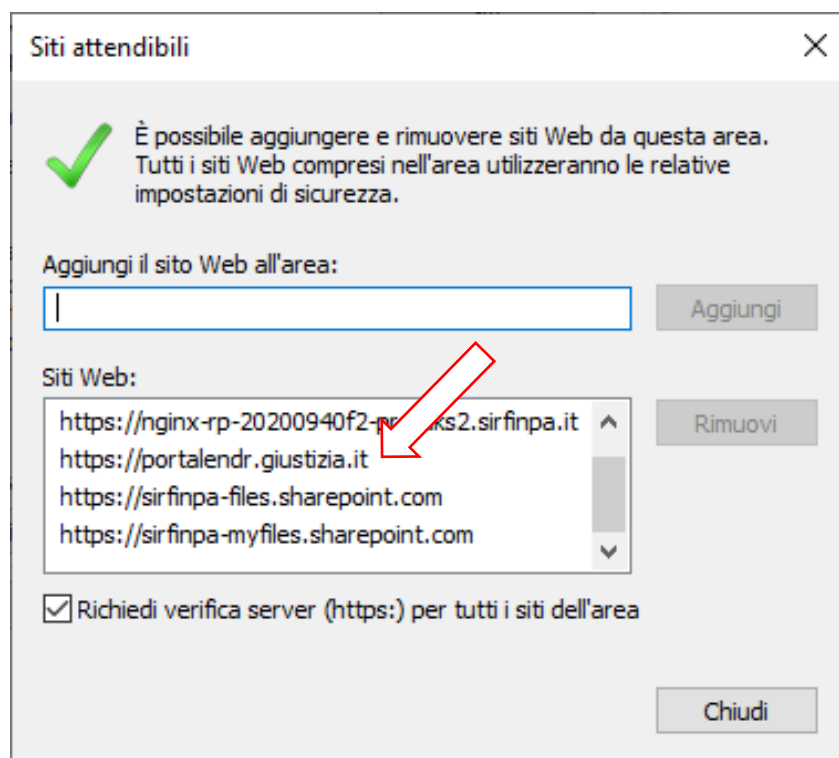 Siti attendibili
È possibile aggiungere e rimuovere siti Web da questa area.
Tutti i siti Web compresi nell'area utilizzeranno le relative
impostazioni di sicurezza.
Aggiungi il sito Web all'area:
Aggiungi
Siti Web:
https://portalendr.giustizia.it
https://sirfinpa-files.sharepoint.com
https://sirfinpa-myfiles.sharepoint.com
Rimuovi
Richiedi verifica server (https:) per tutti i siti dell'area
Chiudi